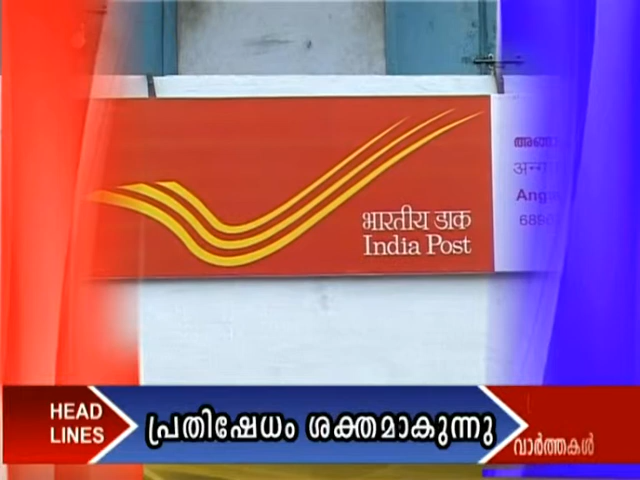 भारतीय डाक
India Post
HEAD
LINES
പ്രതിഷേധം ശക്തമാകുന്നു
വാർത്തകൾ